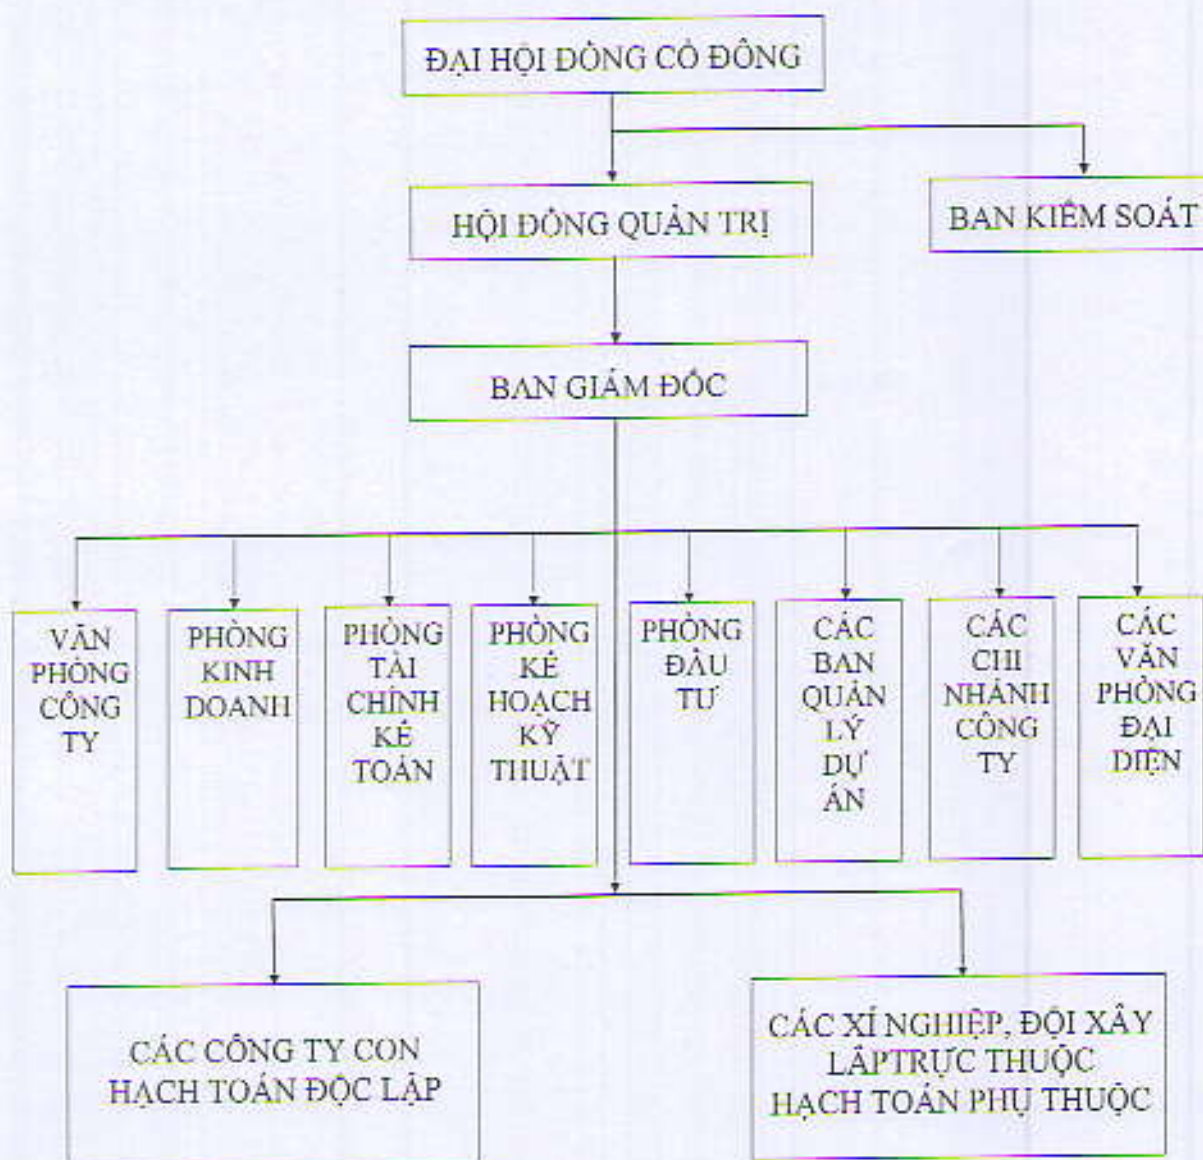 ĐẠI HỘI ĐỒNG CỔ ĐÔNG
HỘI ĐỒNG QUẢN TRỊ
BAN KIỂM SOÁT
BAN GIÁM ĐỐC
VĂN
PHÒNG
CÔNG
TY
PHÒNG
KINH
DOANH
PHÒNG
TÀI
CHÍNH
KẾ
TOÁN
PHÒNG
KẾ
HOẠCH
KỸ
THUẬT
PHÒNG
ĐẦU
TƯ
CÁC
BAN
QUẢN
LÝ
DỰ
ÁN
CÁC
CHI
NHÁNH
CÔNG
TY
CÁC
VĂN
PHÒNG
ĐẠI
DIỆN
CÁC CÔNG TY CON
HẠCH TOÁN ĐỘC LẬP
CÁC XÍ NGHIỆP, ĐỘI XÂY
LẮPTRỰC THUỘC
HẠCH TOÁN PHỤ THUỘC